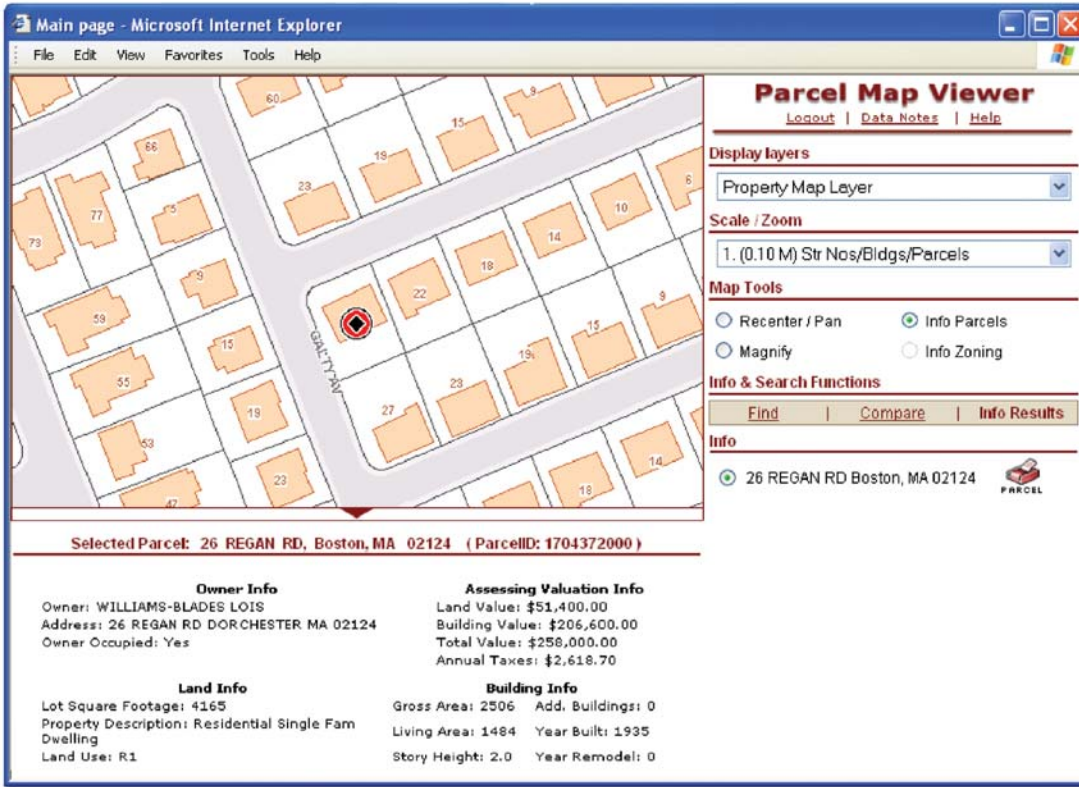 Main page - Microsoft Internet Explorer
File Edit View Favorites Tools Help
60
9
15
66
19
23
6
77
5
10
73
14
18
9
22
9
59
15
15
GALTY AV
19
55
23
27
19
53
14
23
18
47
Parcel Map Viewer
Logout | Data Notes | Help
Display layers
Property Map Layer
Scale / Zoom
1. (0.10 M) Str Nos/Bldgs/Parcels
Map Tools
Recenter / Pan Info Parcels
Magnify Info Zoning
Info & Search Functions
Find | Compare | Info Results
Info
26 REGAN RD Boston, MA 02124
PARCEL
Selected Parcel: 26 REGAN RD, Boston, MA 02124 (ParcelID: 1704372000)
Owner Info
Owner: WILLIAMS-BLADES LOIS
Address: 26 REGAN RD DORCHESTER MA 02124
Owner Occupied: Yes
Assessing Valuation Info
Land Value: $51,400.00
Building Value: $206,600.00
Total Value: $258,000.00
Annual Taxes: $2,618.70
Land Info
Lot Square Footage: 4165
Property Description: Residential Single Fam
Dwelling
Land Use: R1
Building Info
Gross Area: 2506 Add. Buildings: 0
Living Area: 1484 Year Built: 1935
Story Height: 2.0 Year Remodel: 0